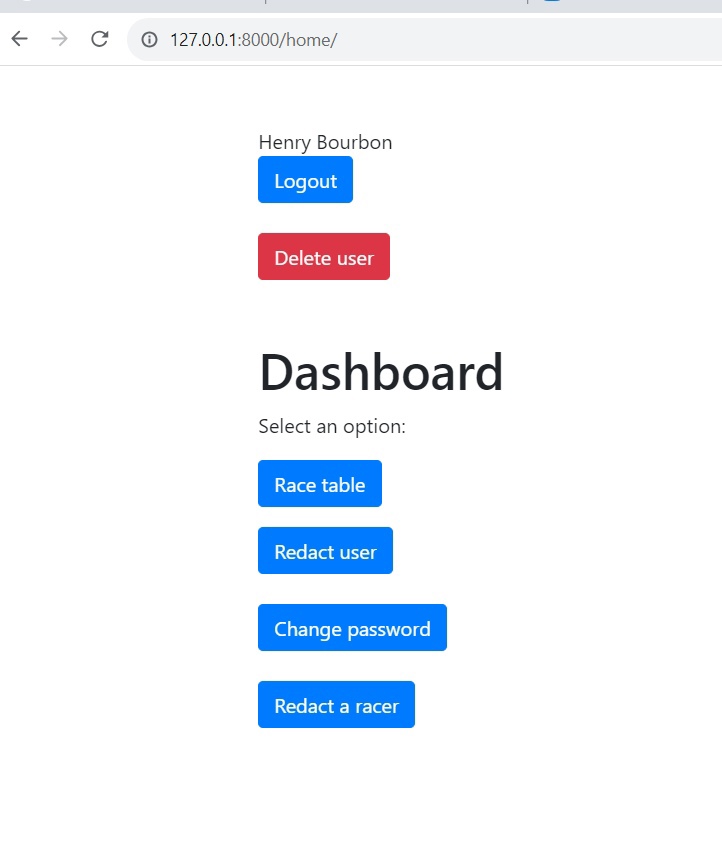 127.0.0.1:8000/home/
Henry Bourbon
Logout
Delete user
Dashboard
Select an option:
Race table
Redact user
Change password
Redact a racer